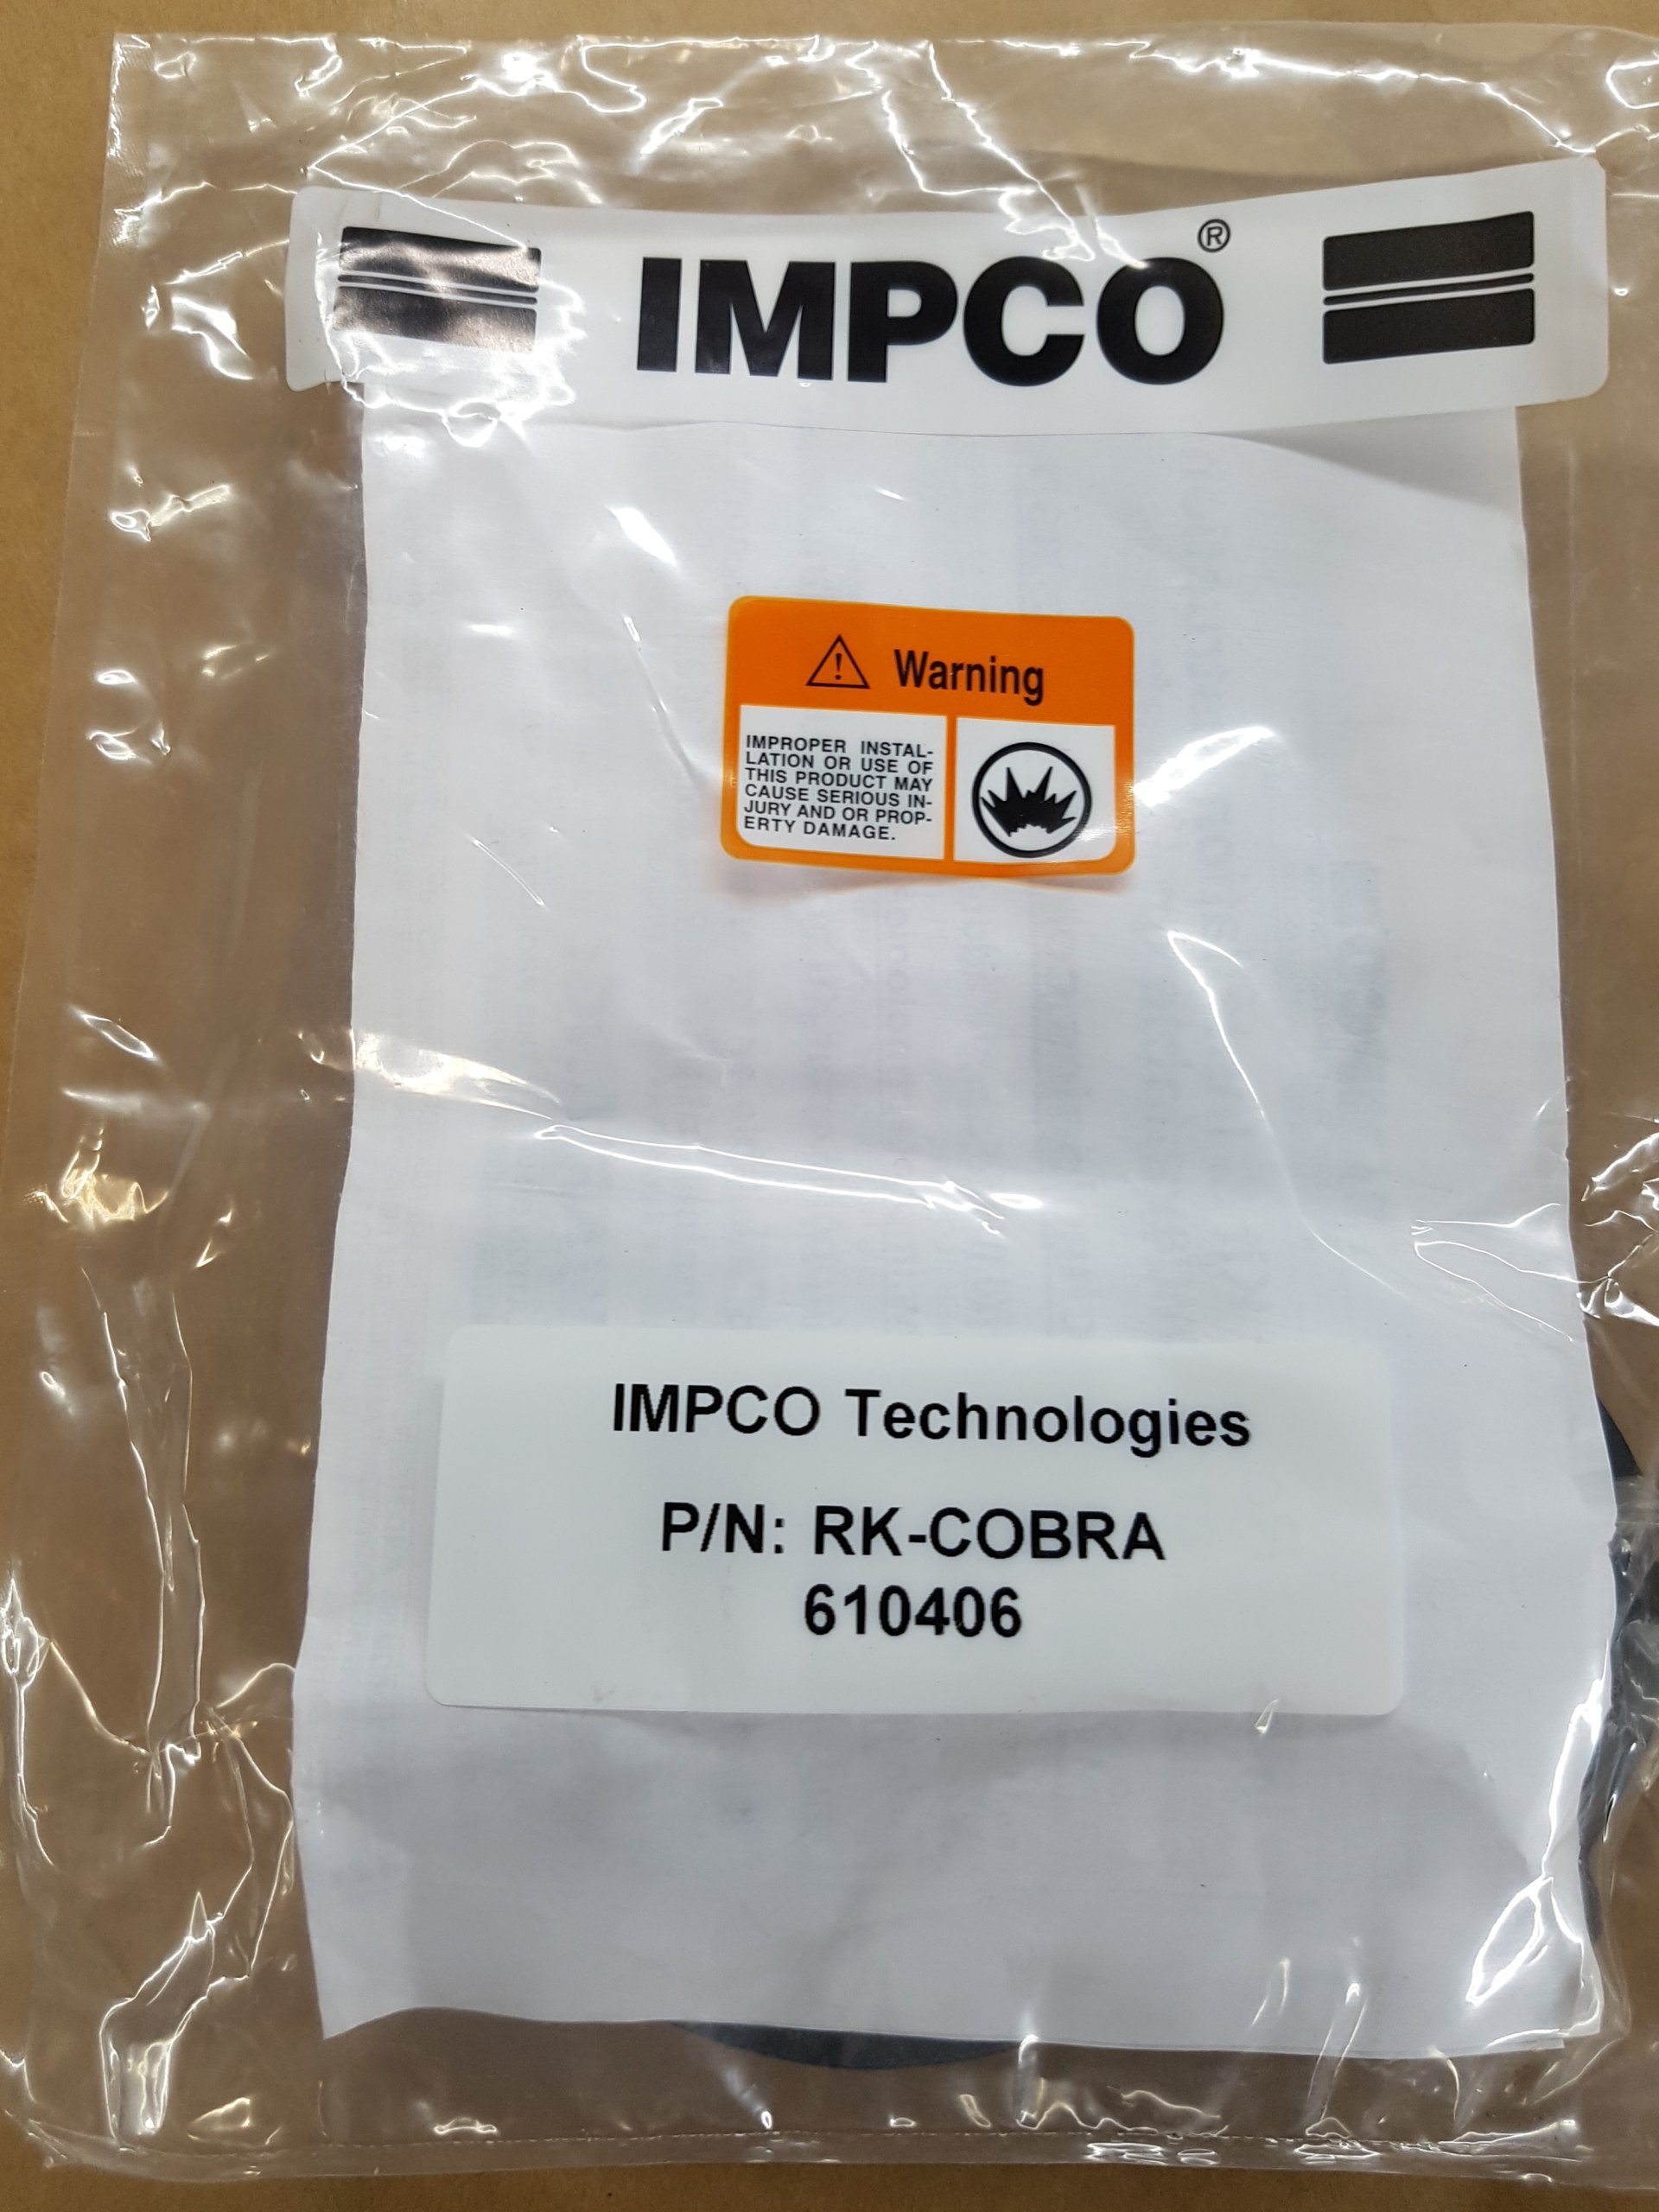 IMPCO®
Warning
IMPROPER INSTAL-
LATION OR USE OF
THIS PRODUCT MAY
CAUSE SERIOUS IN-
JURY AND OR PROP-
ERTY DAMAGE.
IMPCO Technologies
P/N: RK-COBRA
610406